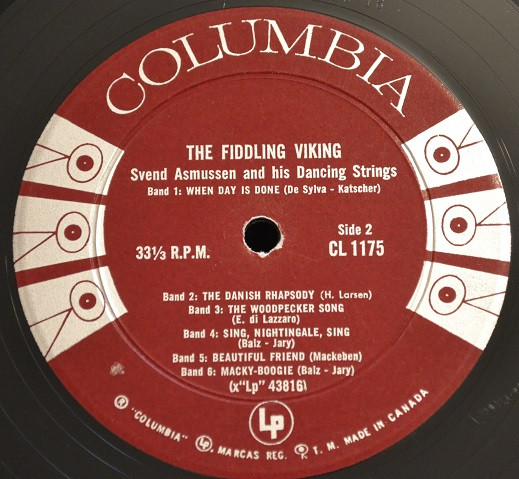 COLUMBIA
THE FIDDLING VIKING
Svend Asmussen and his Dancing Strings
Band 1: WHEN DAY IS DONE (De Sylva - Katscher)
Side 2
33⅓ R.P.M.
CL 1175
Band 2: THE DANISH RHAPSODY (H. Larsen)
Band 3: THE WOODPECKER SONG
(E. di Lazzaro)
Band 4: SING, NIGHTINGALE, SING
(Balz - Jary)
Band 5: BEAUTIFUL FRIEND (Mackeben)
Band 6: MACKY-BOOGIE (Balz - Jary)
(x"Lp" 43816)
Lp
® "COLUMBIA" Lp, MARCAS REG. T. M. MADE IN CANADA